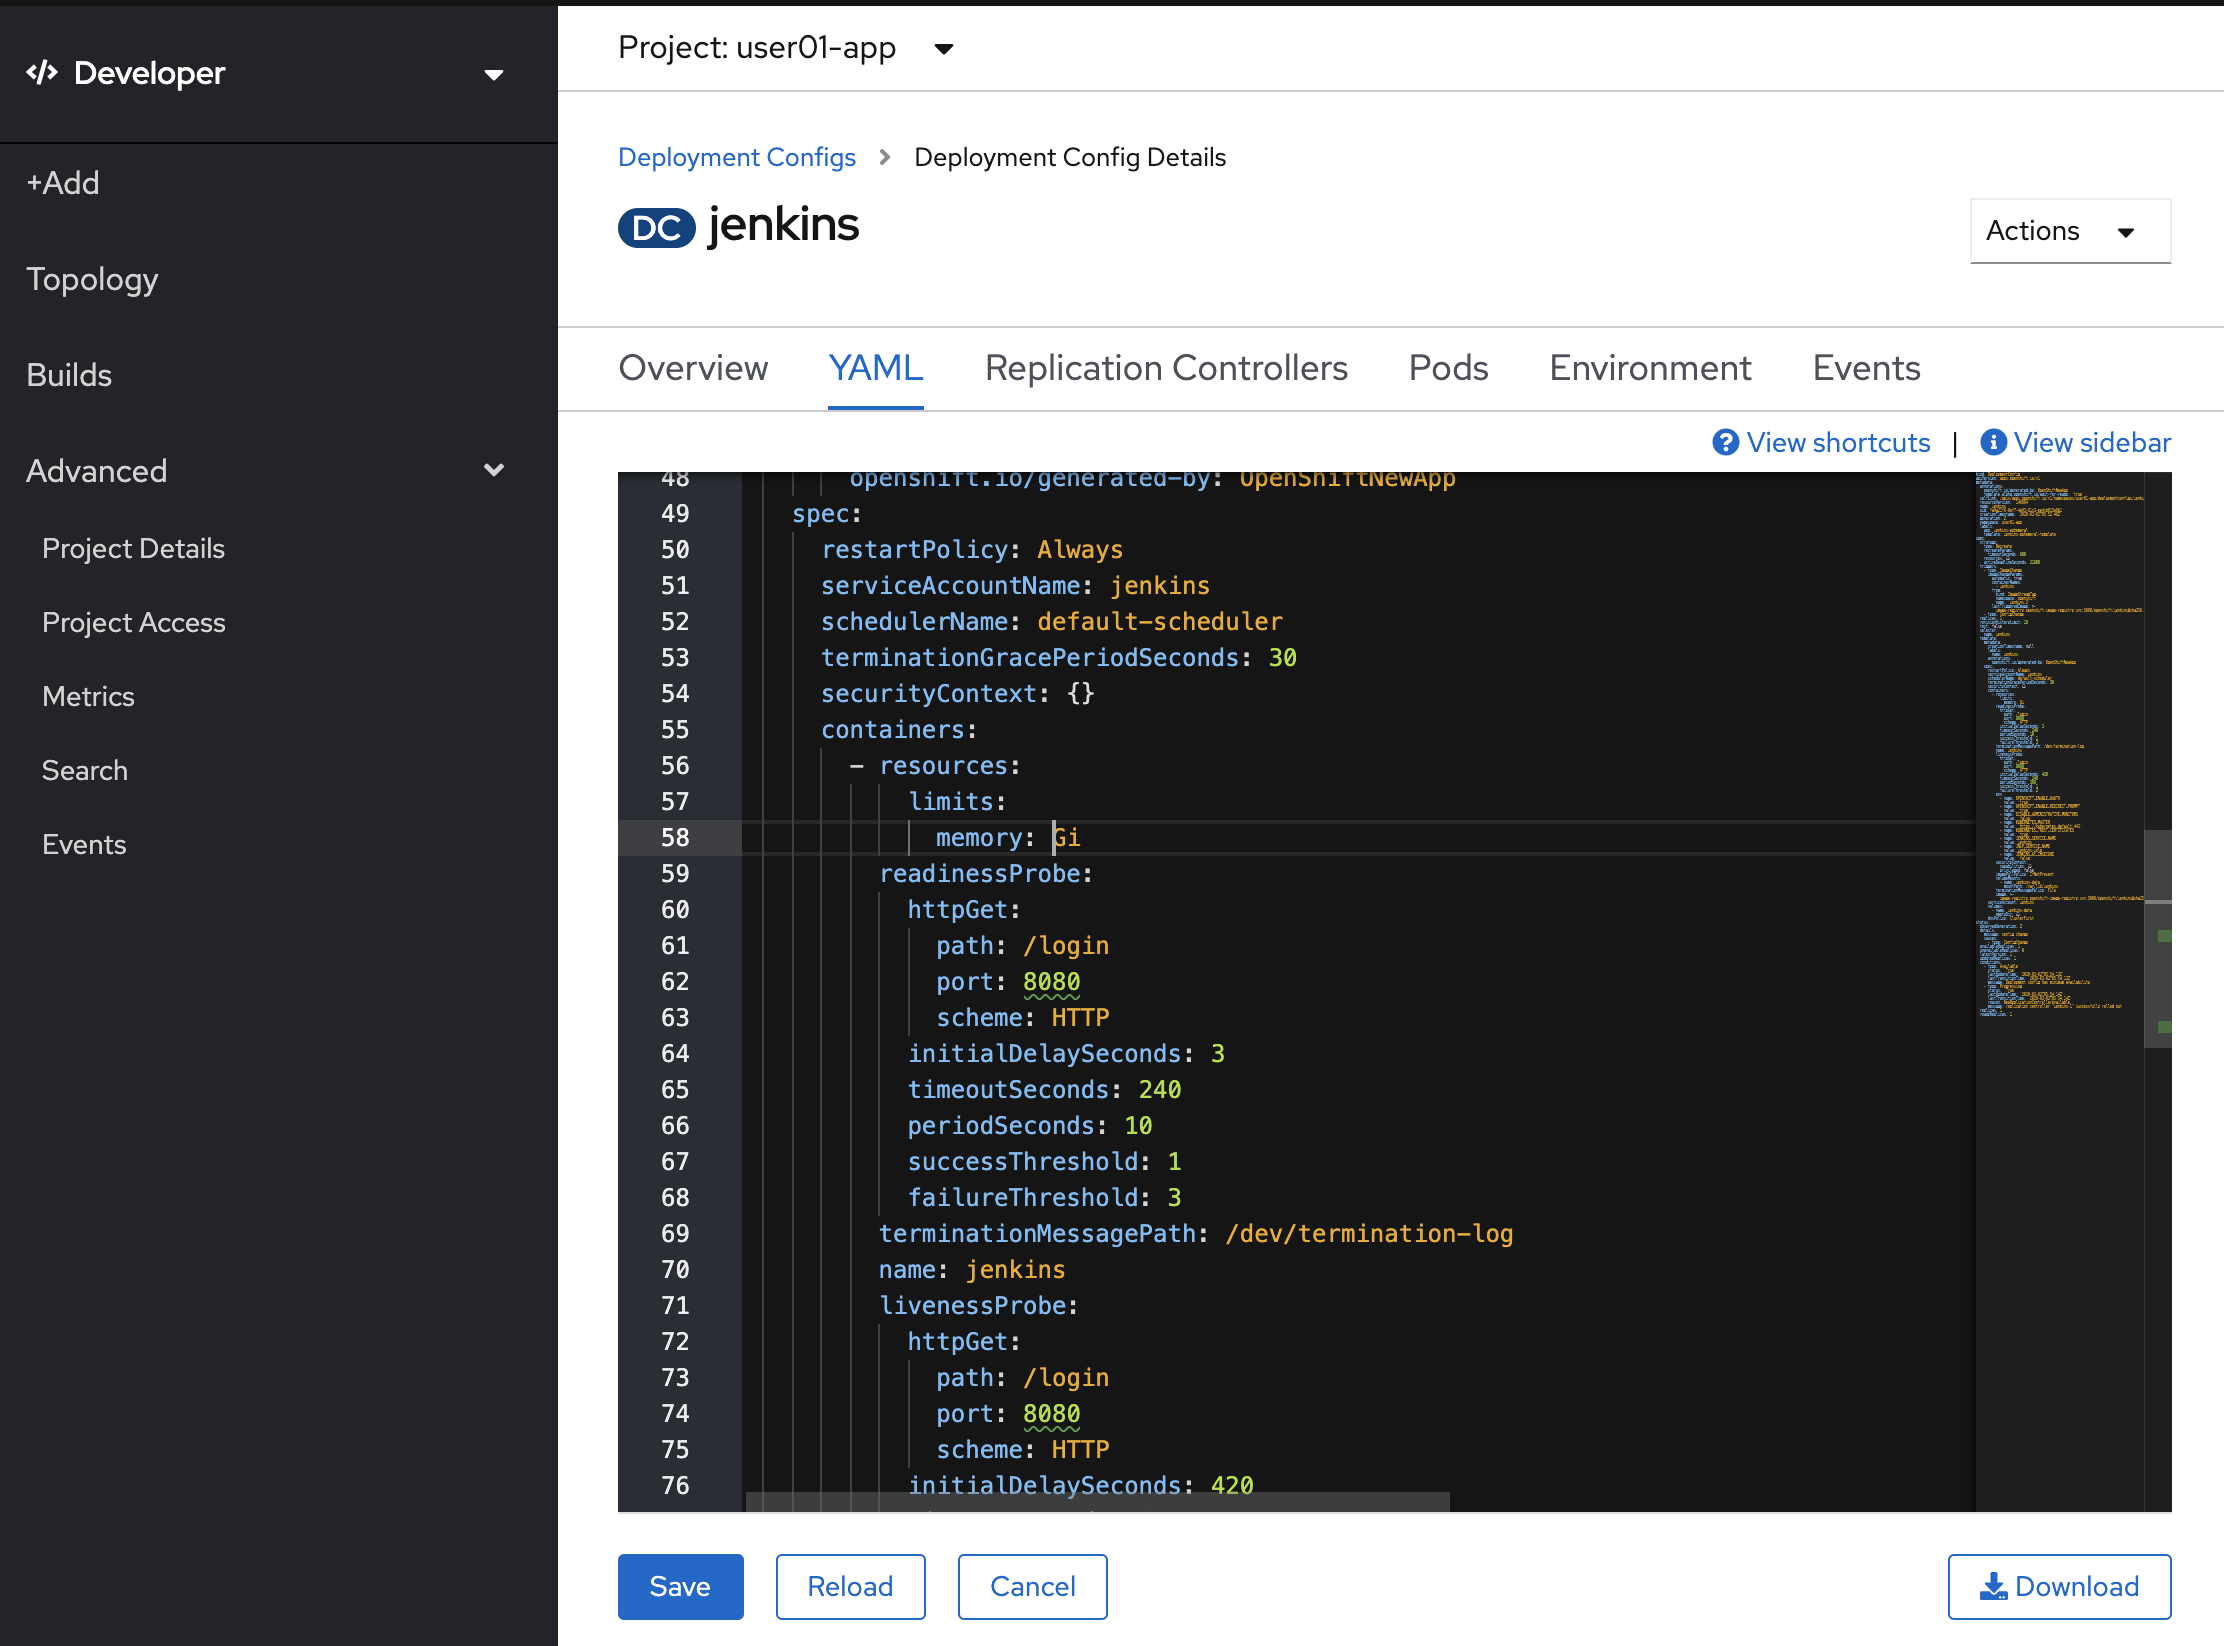 Developer
+Add
Topology
Builds
Advanced
Project Details
Project Access
Metrics
Search
Events
Project: user01-app
Deployment Configs > Deployment Config Details
DC jenkins
Actions
Overview YAML Replication Controllers Pods Environment Events
View shortcuts | View sidebar
48 openshift.io/generated-by: OpenShiftNewApp
49 spec:
50 restartPolicy: Always
51 serviceAccountName: jenkins
52 schedulerName: default-scheduler
53 terminationGracePeriodSeconds: 30
54 securityContext: {}
55 containers:
56 - resources:
57 limits:
58 memory: Gi
59 readinessProbe:
60 httpGet:
61 path: /login
62 port: 8080
63 scheme: HTTP
64 initialDelaySeconds: 3
65 timeoutSeconds: 240
66 periodSeconds: 10
67 successThreshold: 1
68 failureThreshold: 3
69 terminationMessagePath: /dev/termination-log
70 name: jenkins
71 livenessProbe:
72 httpGet:
73 path: /login
74 port: 8080
75 scheme: HTTP
76 initialDelaySeconds: 420
Save Reload Cancel Download